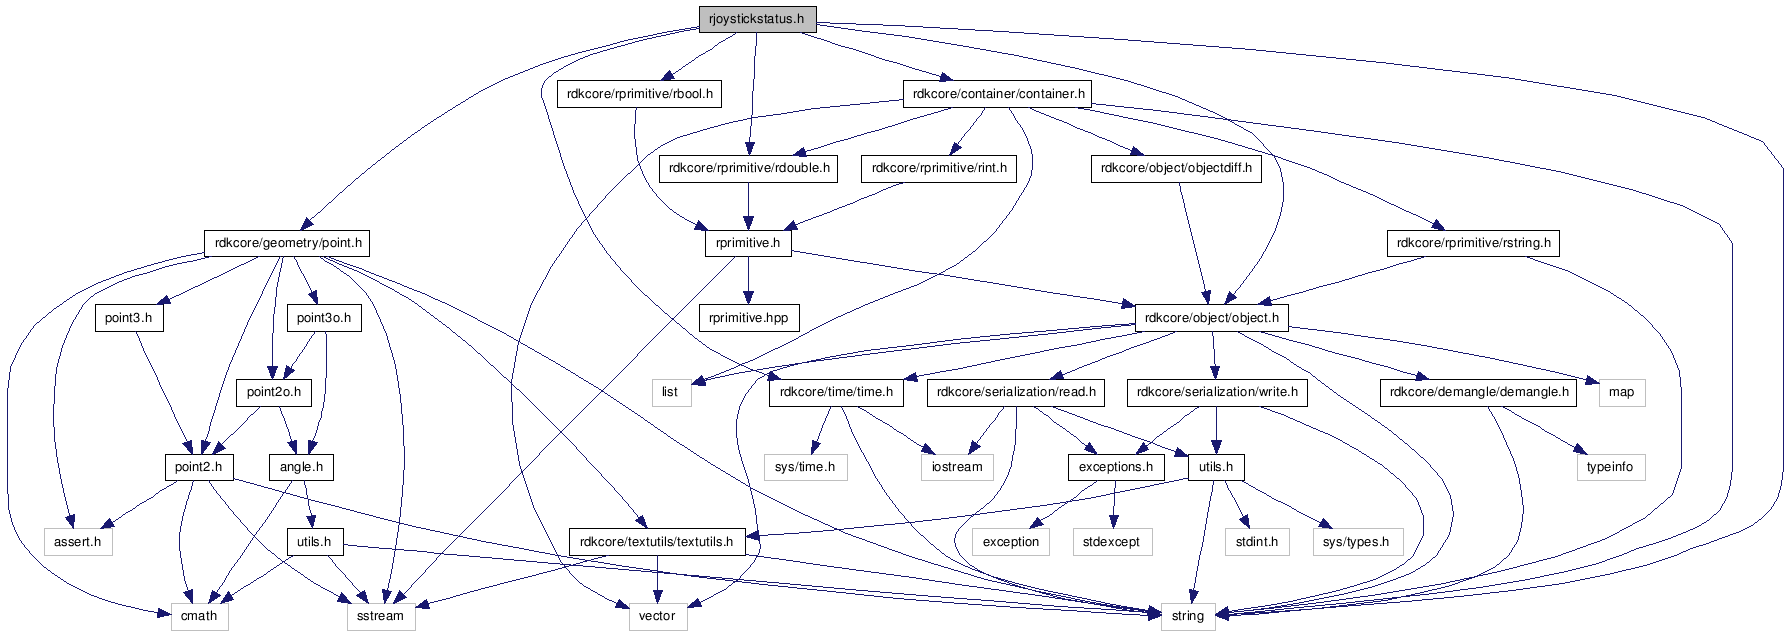 rjoystickstatus.h
rdkcore/rprimitive/rbool.h
rdkcore/container/container.h
rdkcore/rprimitive/rdouble.h
rdkcore/rprimitive/rint.h
rdkcore/object/objectdiff.h
rdkcore/geometry/point.h
rprimitive.h
rdkcore/rprimitive/rstring.h
point3.h
point3o.h
rprimitive.hpp
rdkcore/object/object.h
point2o.h
list
rdkcore/time/time.h
rdkcore/serialization/read.h
rdkcore/serialization/write.h
rdkcore/demangle/demangle.h
map
point2.h
angle.h
sys/time.h
iostream
exceptions.h
utils.h
typeinfo
assert.h
utils.h
rdkcore/textutils/textutils.h
exception
stdexcept
stdint.h
sys/types.h
cmath
sstream
vector
string